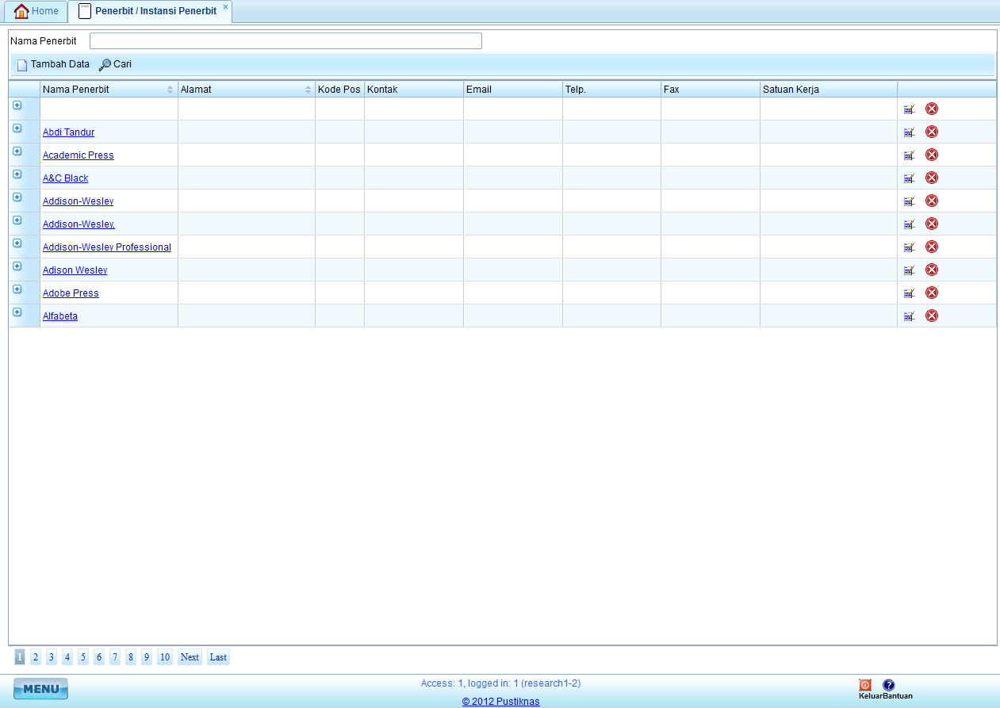 Home Penerbit / Instansi Penerbit
Nama Penerbit
Tambah Data Cari
Nama Penerbit Alamat Kode Pos Kontak Email Telp. Fax Satuan Kerja
Abdi Tandur
Academic Press
A&C Black
Addison-Wesley
Addison-Wesley,
Addison-Wesley Professional
Adison Wesley
Adobe Press
Alfabeta
1 2 3 4 5 6 7 8 9 10 Next Last
MENU
Access: 1, logged in: 1 (research1-2)
© 2012 Pustiknas
Keluar Bantuan